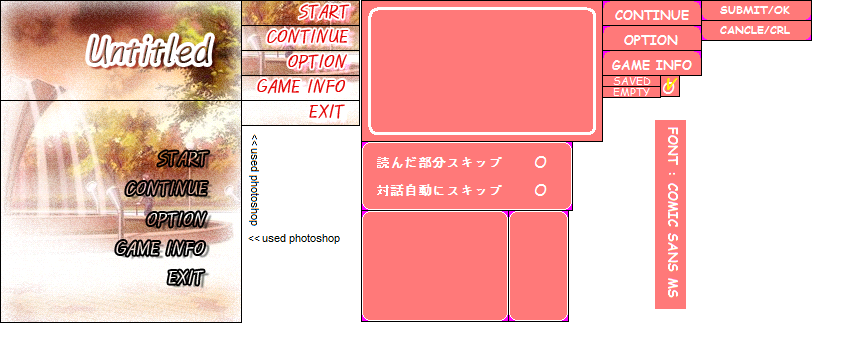 Untitled
START
CONTINUE
OPTION
GAME INFO
EXIT
START
CONTINUE
OPTION
GAME INFO
EXIT
<< used photoshop
<< used photoshop
読んだ部分スキップ O
対話自動にスキップ O
CONTINUE
OPTION
GAME INFO
SAVED
EMPTY
SUBMIT/OK
CANCLE/CRL
FONT : COMIC SANS MS